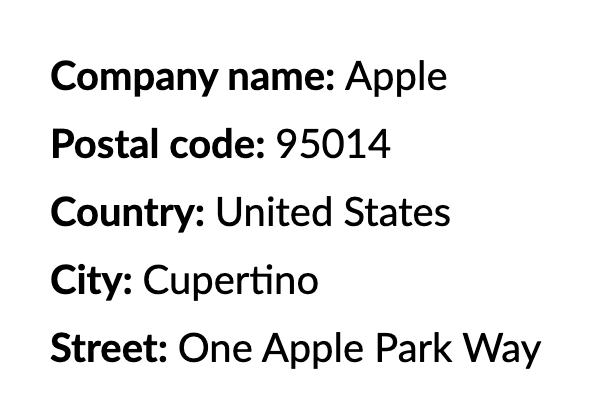 Company name: Apple
Postal code: 95014
Country: United States
City: Cupertino
Street: One Apple Park Way